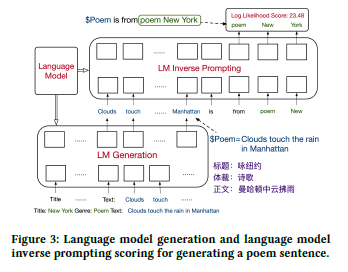 $Poem is from poem New York
Log Likelihood Score: 23.48
poem New York
Language Model
LM Inverse Prompting
Clouds touch ...... Manhattan is from poem New
$Poem=Clouds touch the rain in Manhattan
LM Generation
标题：咏纽约
体裁：诗歌
正文：曼哈顿中云拂雨
Title ...... Text: Clouds touch ......
Title: New York Genre: Poem Text: Clouds touch the rain in Manhattan
Figure 3: Language model generation and language model
inverse prompting scoring for generating a poem sentence.